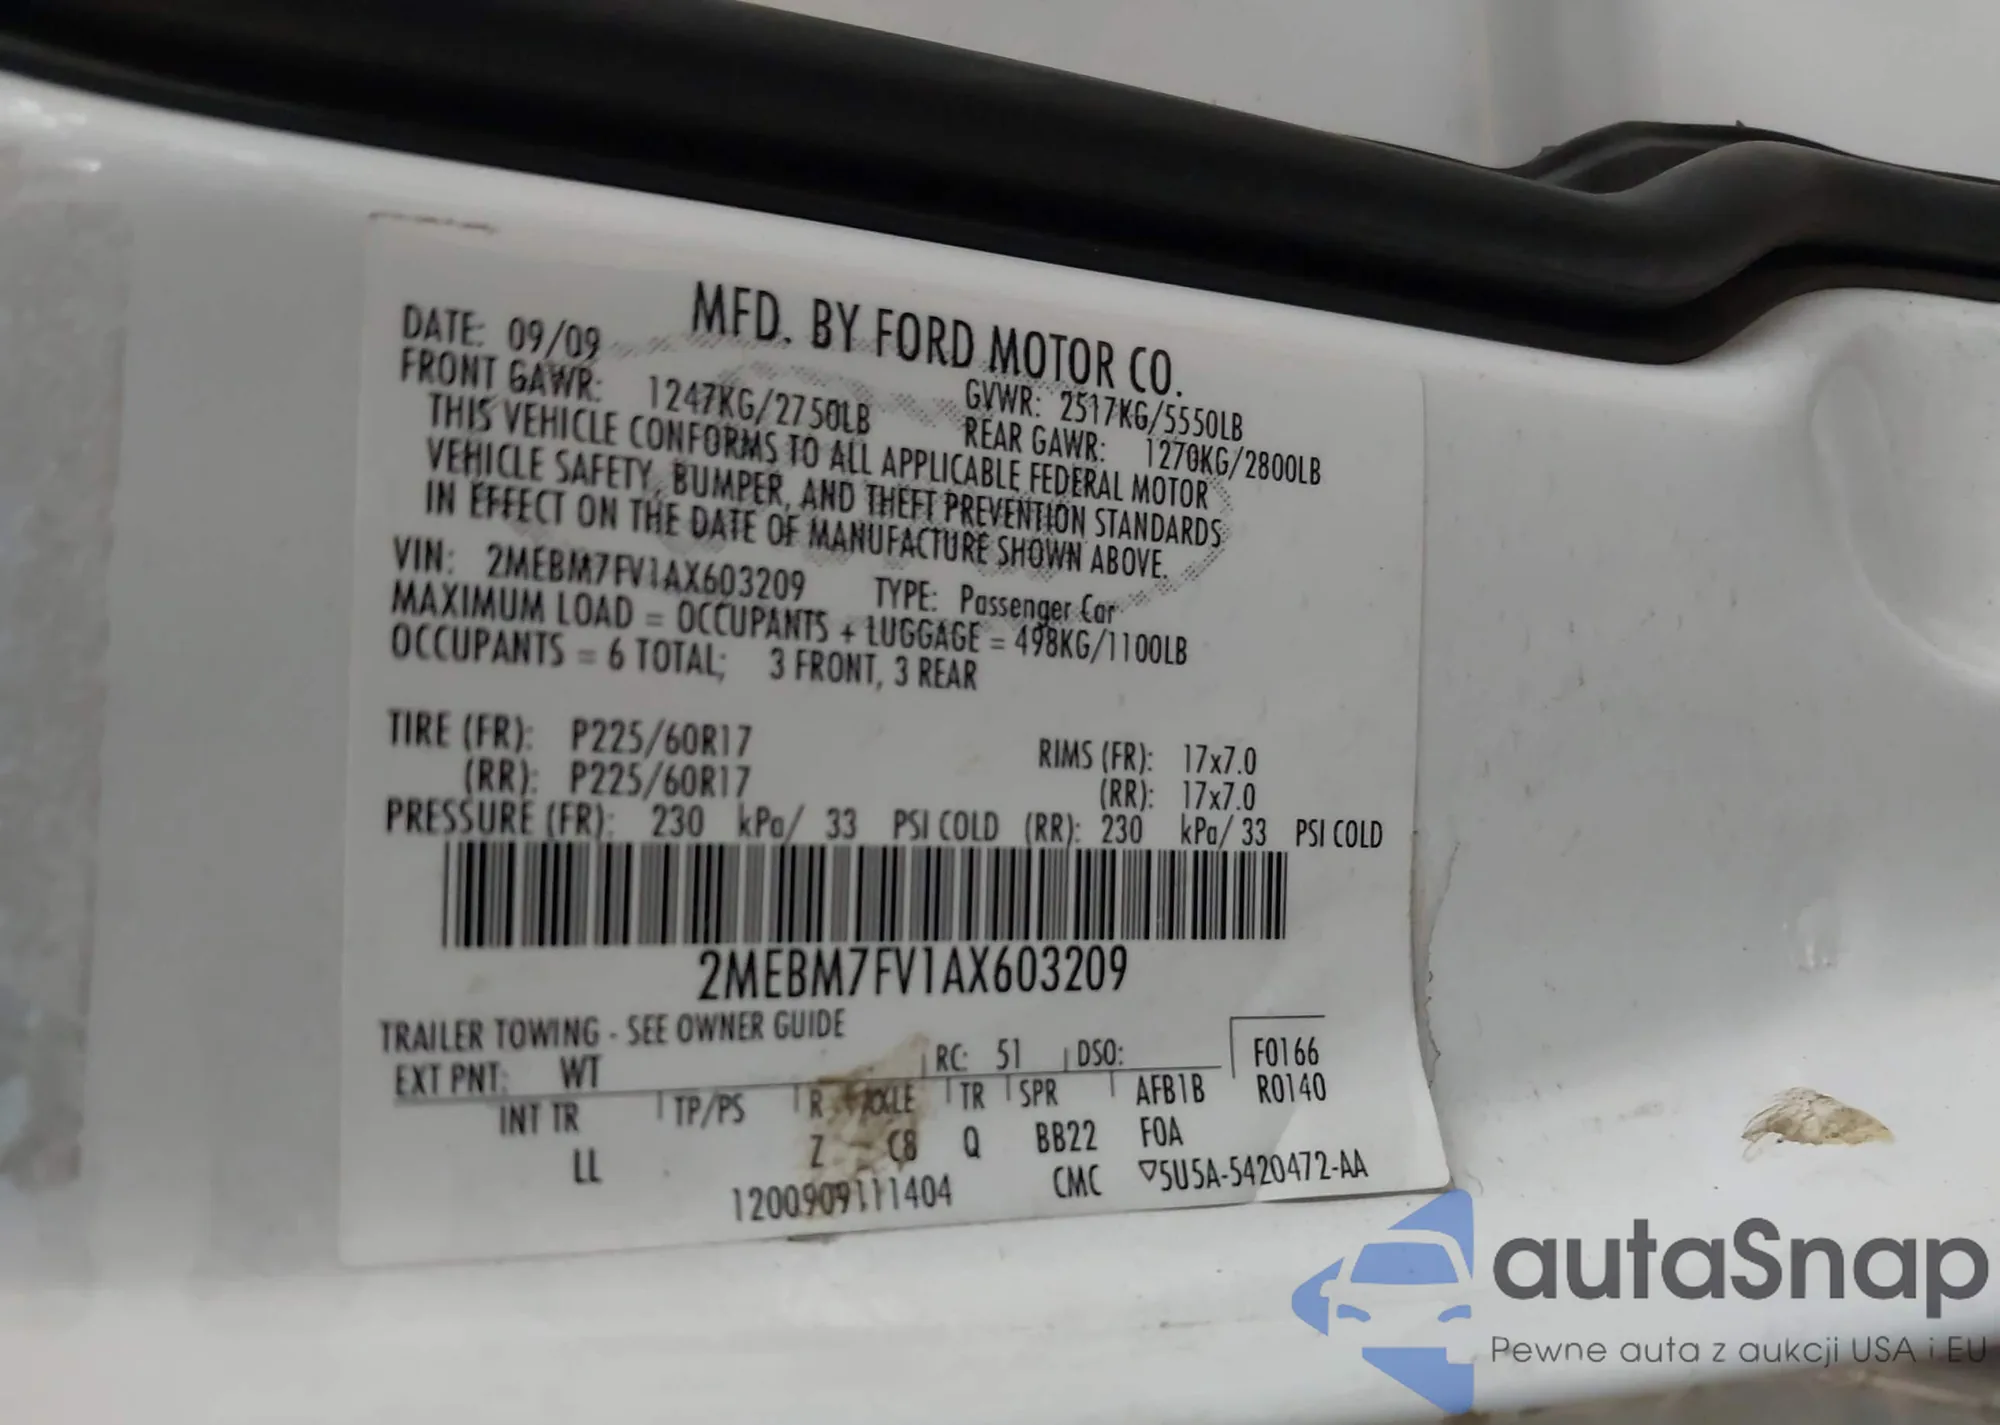 MFD. BY FORD MOTOR CO.
DATE: 09/09
GVWR: 2517KG/5550LB
FRONT GAWR: 1247KG/2750LB
REAR GAWR: 1270KG/2800LB
THIS VEHICLE CONFORMS TO ALL APPLICABLE FEDERAL MOTOR
VEHICLE SAFETY, BUMPER, AND THEFT PREVENTION STANDARDS
IN EFFECT ON THE DATE OF MANUFACTURE SHOWN ABOVE.
VIN: 2MEBM7FV1AX603209 TYPE: Passenger Car
MAXIMUM LOAD = OCCUPANTS + LUGGAGE = 498KG/1100LB
OCCUPANTS = 6 TOTAL; 3 FRONT, 3 REAR
TIRE (FR): P225/60R17 RIMS (FR): 17x7.0
(RR): P225/60R17 (RR): 17x7.0
PRESSURE (FR): 230 kPa/ 33 PSI COLD (RR): 230 kPa/ 33 PSI COLD
2MEBM7FV1AX603209
TRAILER TOWING - SEE OWNER GUIDE
EXT PNT: WT RC: 51 DSO: F0166
INT TR TP/PS R AXLE TR SPR AFB1B R0140
LL Z C8 Q BB22 F0A
1200909111404 CMC ▽5U5A-5420472-AA
autaSnap
Pewne auta z aukcji USA i EU